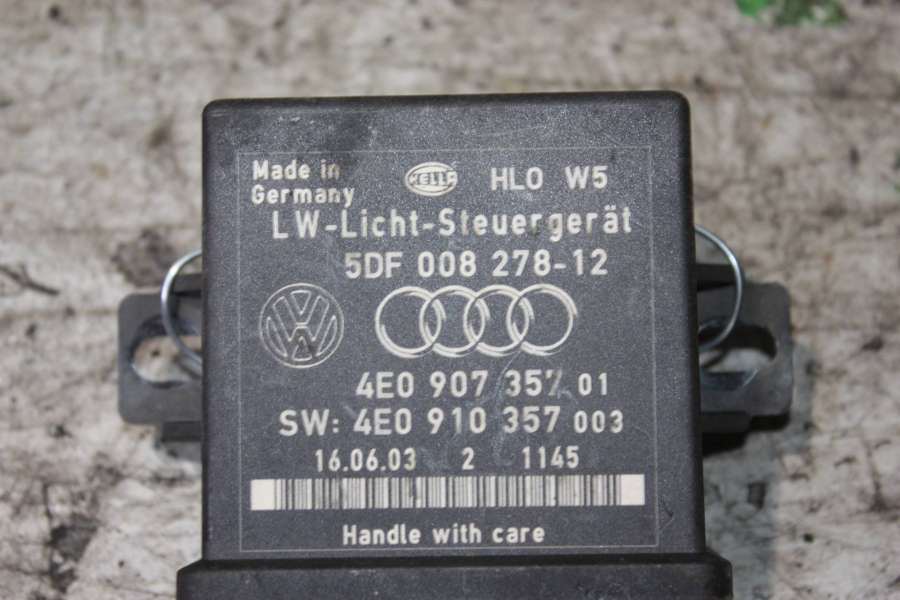 Made in HELLA HLO W5
Germany
LW-Licht-Steuergerät
5DF 008 278-12
4E0 907 357 01
SW: 4E0 910 357 003
16.06.03 2 1145
Handle with care